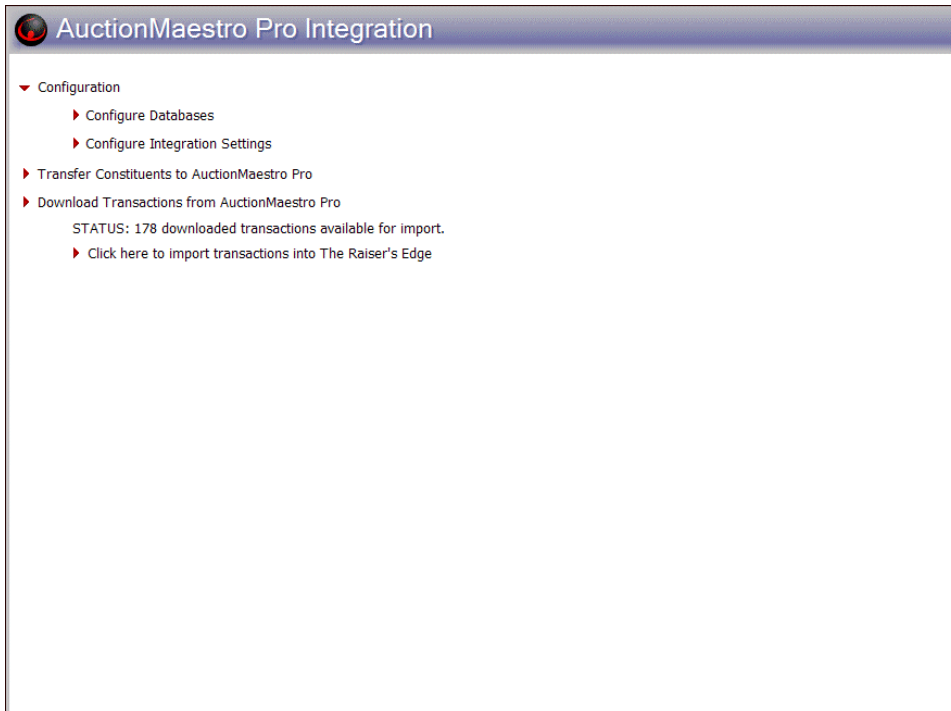 AuctionMaestro Pro Integration
Configuration
Configure Databases
Configure Integration Settings
Transfer Constituents to AuctionMaestro Pro
Download Transactions from AuctionMaestro Pro
STATUS: 178 downloaded transactions available for import.
Click here to import transactions into The Raiser's Edge